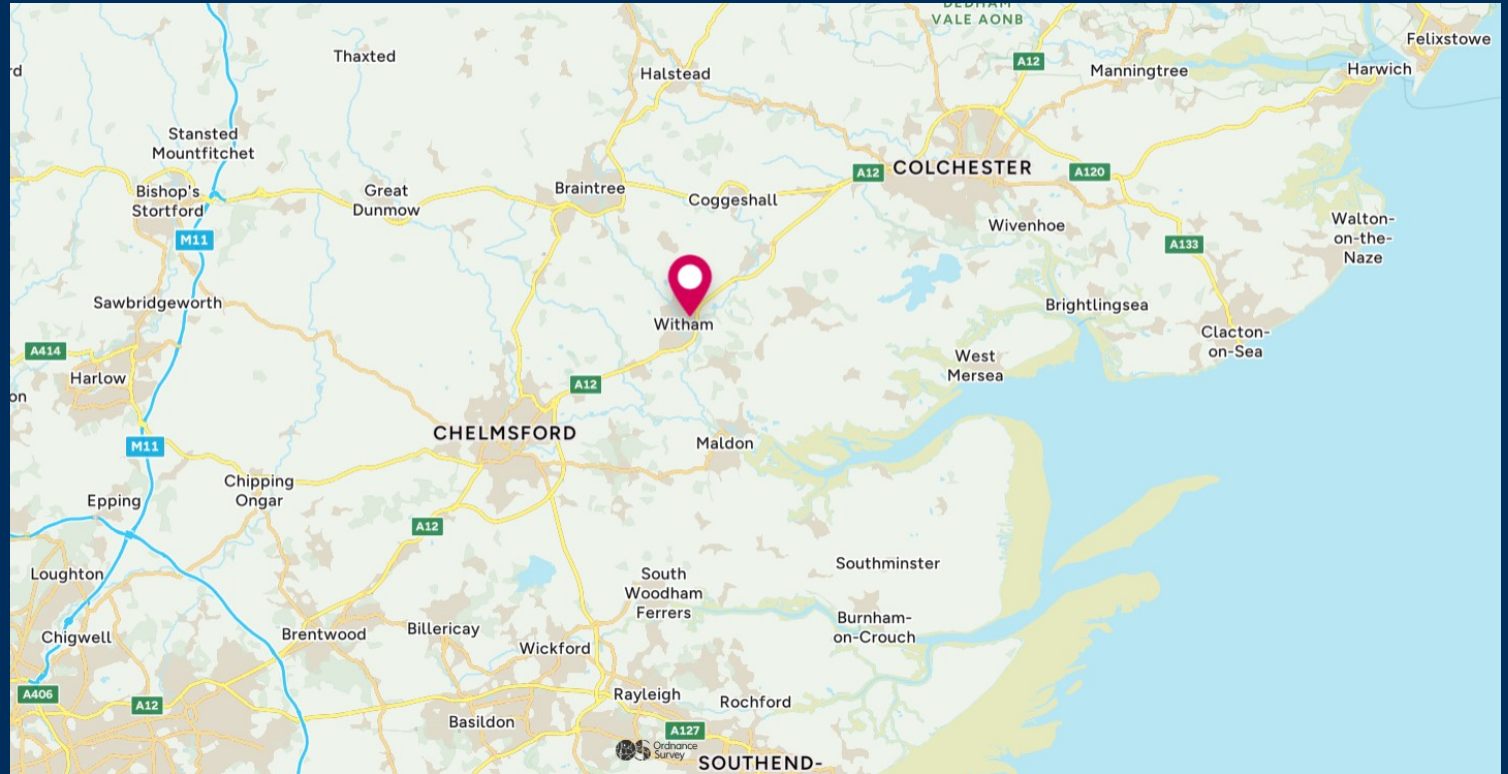 DEDHAM
VALE AONB
Felixstowe
Thaxted
A12
Halstead
Manningtree
Harwich
rd
Stansted
Mountfitchet
COLCHESTER
A12
A120
Bishop's
Stortford
Great
Dunmow
Braintree
Coggeshall
Wivenhoe
Walton-
on-the-
Naze
M11
A133
Sawbridgeworth
Brightlingsea
Witham
Clacton-
on-Sea
A414
West
Mersea
Harlow
A12
on
CHELMSFORD
Maldon
M11
Chipping
Ongar
Epping
A12
Southminster
Loughton
South
Woodham
Ferrers
Burnham-
on-Crouch
Chigwell
Brentwood
Billericay
Wickford
A406
A12
Rayleigh
Rochford
Basildon
A127
Ordnance
Survey
SOUTHEND-